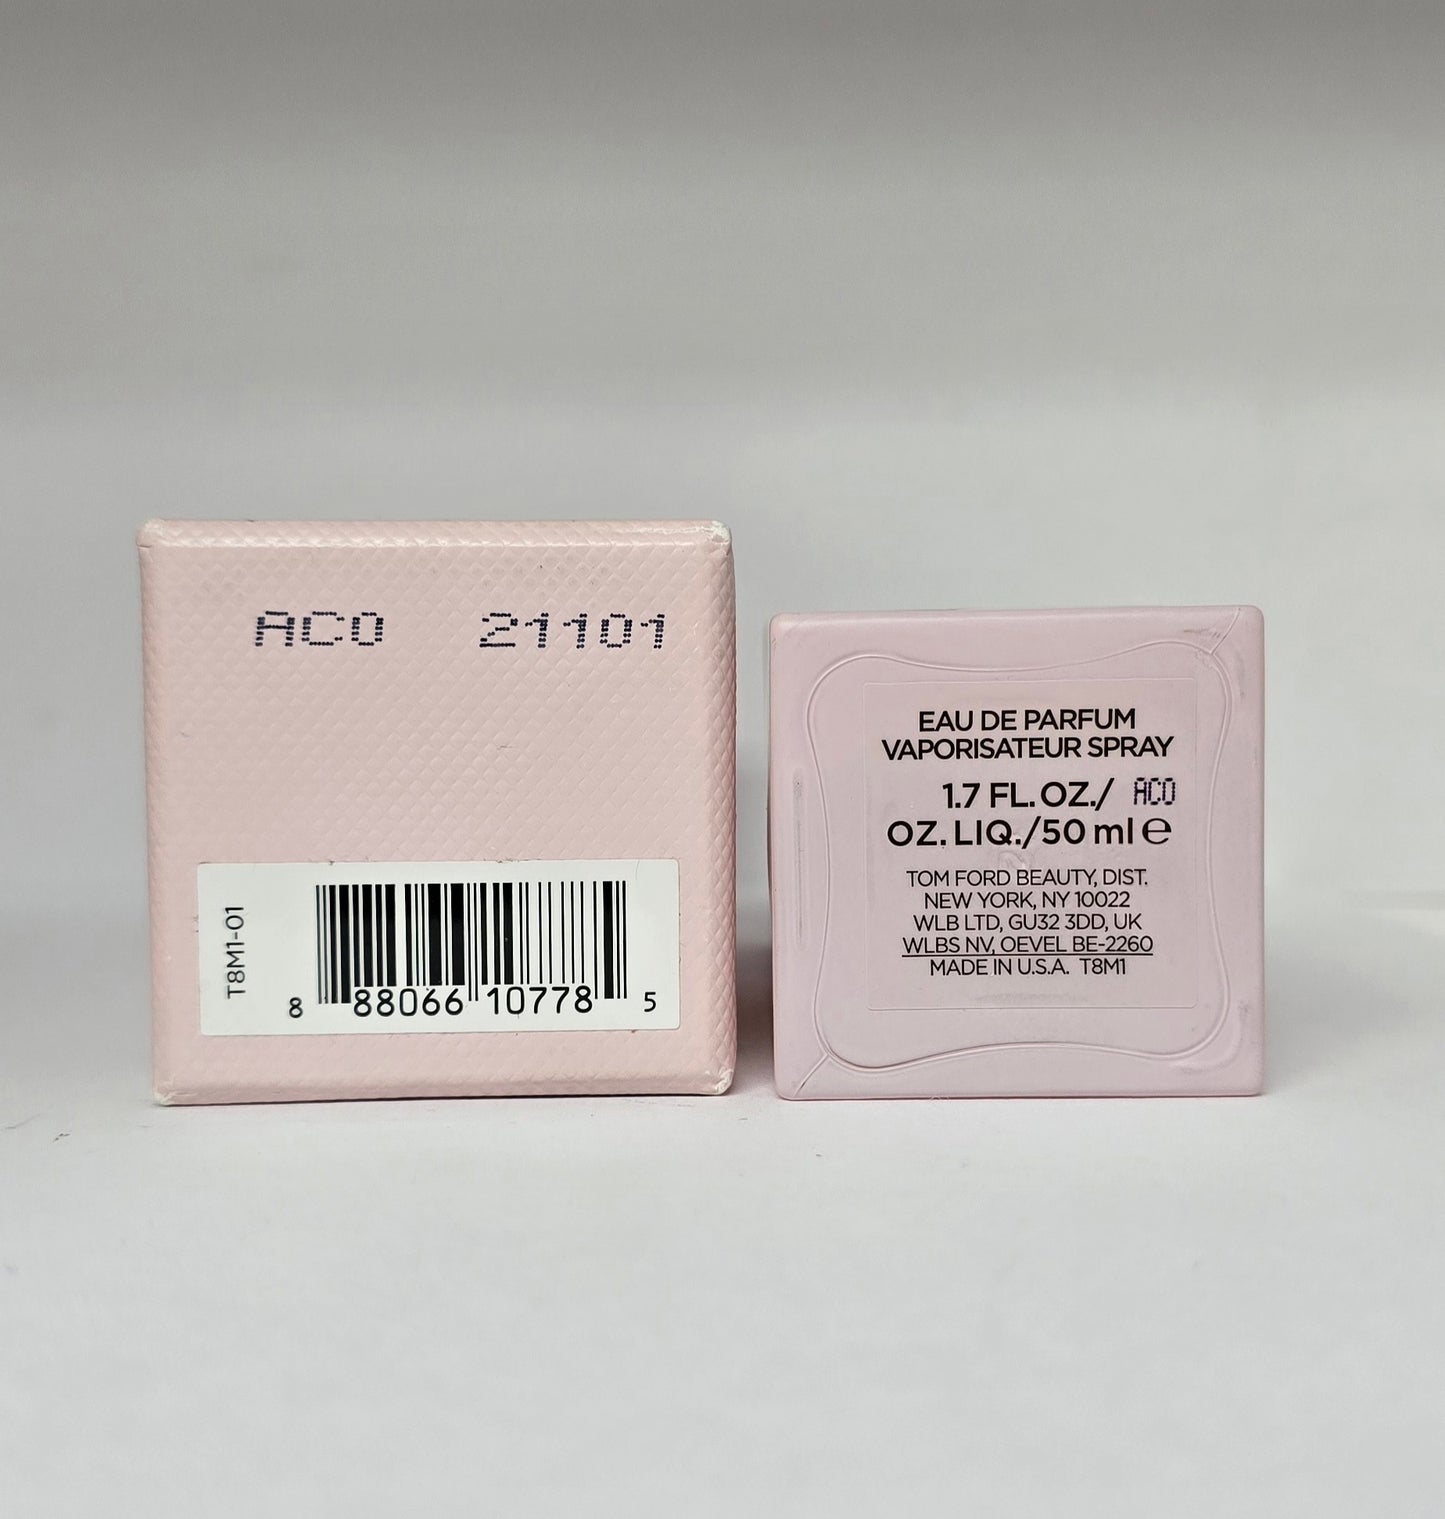 AC0 21101
T8M1-01
8 88066 10778 5
EAU DE PARFUM
VAPORISATEUR SPRAY
1.7 FL. OZ./ AC0
OZ. LIQ./50 ml ℮
TOM FORD BEAUTY, DIST.
NEW YORK, NY 10022
WLB LTD, GU32 3DD, UK
WLBS NV, OEVEL BE-2260
MADE IN U.S.A. T8M1